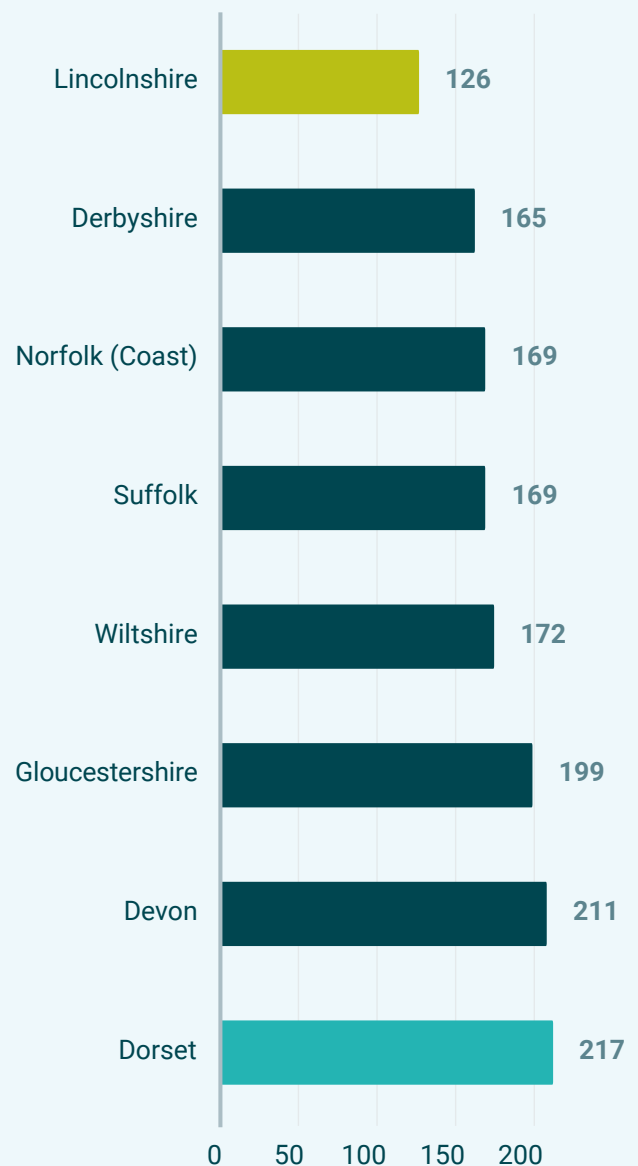 Lincolnshire 126
Derbyshire 165
Norfolk (Coast) 169
Suffolk 169
Wiltshire 172
Gloucestershire 199
Devon 211
Dorset 217
0 50 100 150 200